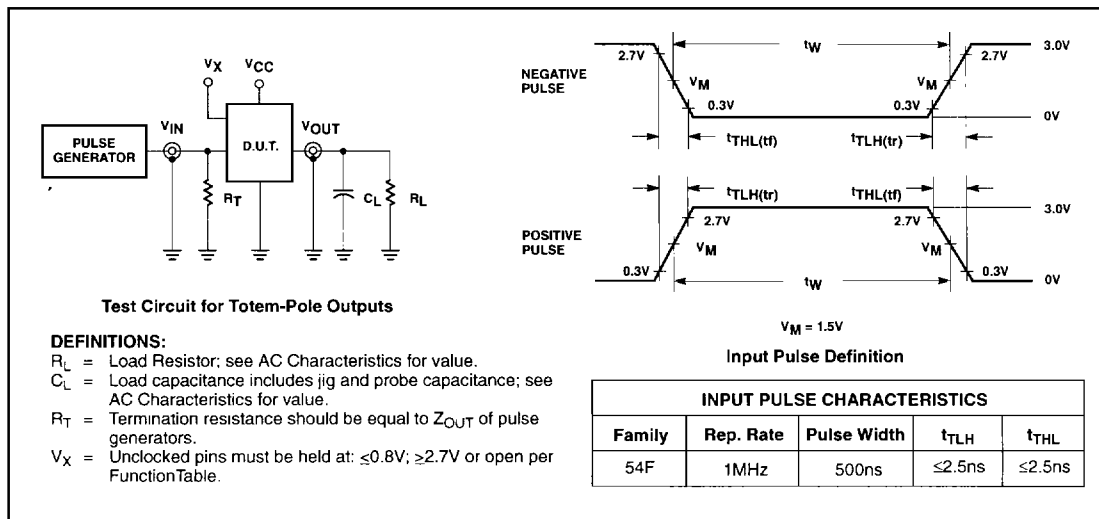 VX
VCC
VIN
VOUT
PULSE
GENERATOR
D.U.T.
RT
CL
RL
Test Circuit for Totem-Pole Outputs
DEFINITIONS:
RL = Load Resistor; see AC Characteristics for value.
CL = Load capacitance includes jig and probe capacitance; see
AC Characteristics for value.
RT = Termination resistance should be equal to ZOUT of pulse
generators.
VX = Unclocked pins must be held at: ≤0.8V; ≥2.7V or open per
FunctionTable.
NEGATIVE
PULSE
tW
3.0V
2.7V
2.7V
VM
VM
0.3V
0.3V
0V
tTHL(tf)
tTLH(tr)
tTLH(tr)
tTHL(tf)
3.0V
2.7V
2.7V
POSITIVE
PULSE
VM
VM
0.3V
0.3V
tW
0V
VM = 1.5V
Input Pulse Definition
INPUT PULSE CHARACTERISTICS
Family Rep. Rate Pulse Width tTLH tTHL
54F 1MHz 500ns ≤2.5ns ≤2.5ns